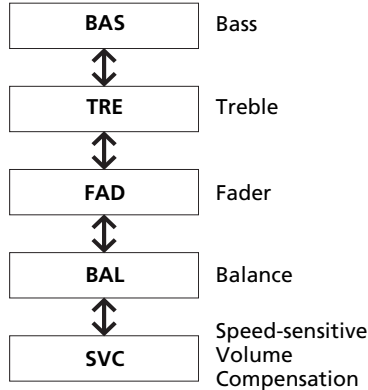 BAS Bass
TRE Treble
FAD Fader
BAL Balance
SVC Speed-sensitive
Volume
Compensation